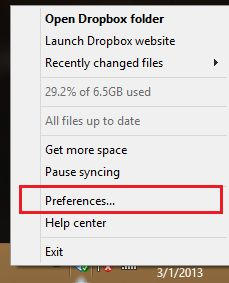 Open Dropbox folder
Launch Dropbox website
Recently changed files
29.2% of 6.5GB used
All files up to date
Get more space
Pause syncing
Preferences...
Help center
Exit
3/1/2013